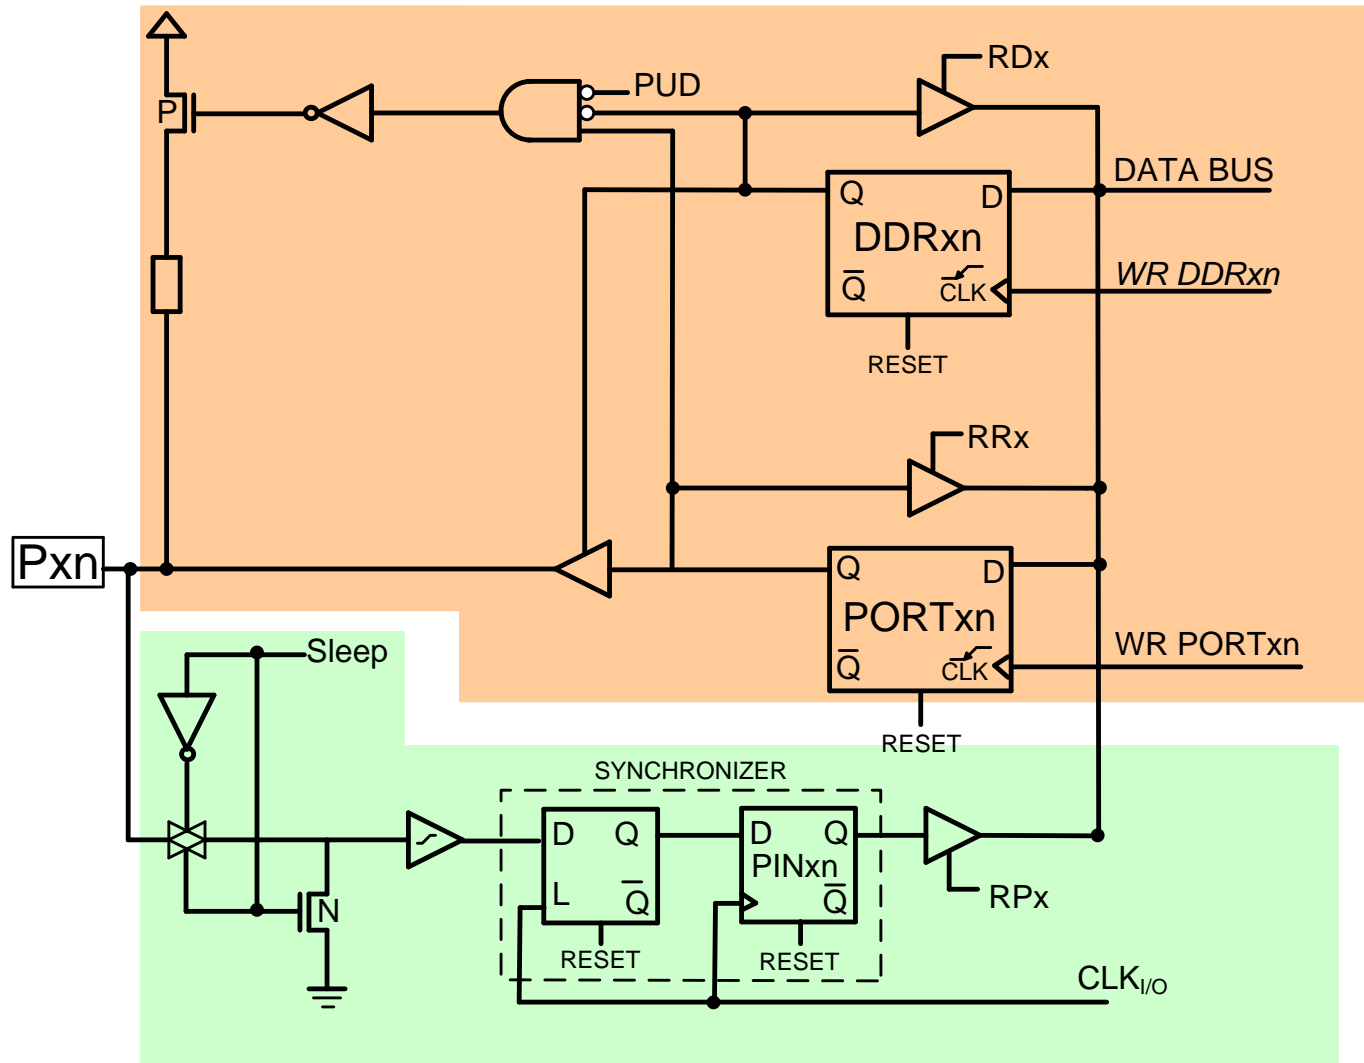 RDx
PUD
P
DATA BUS
Q D
DDRxn
WR DDRxn
Q̅
CLK
RESET
RRx
Pxn
Q D
PORTxn
WR PORTxn
Q̅
CLK
RESET
Sleep
SYNCHRONIZER
D Q
D Q
PINxn
L Q̅
Q̅
N
RPx
RESET
RESET
CLK I/O